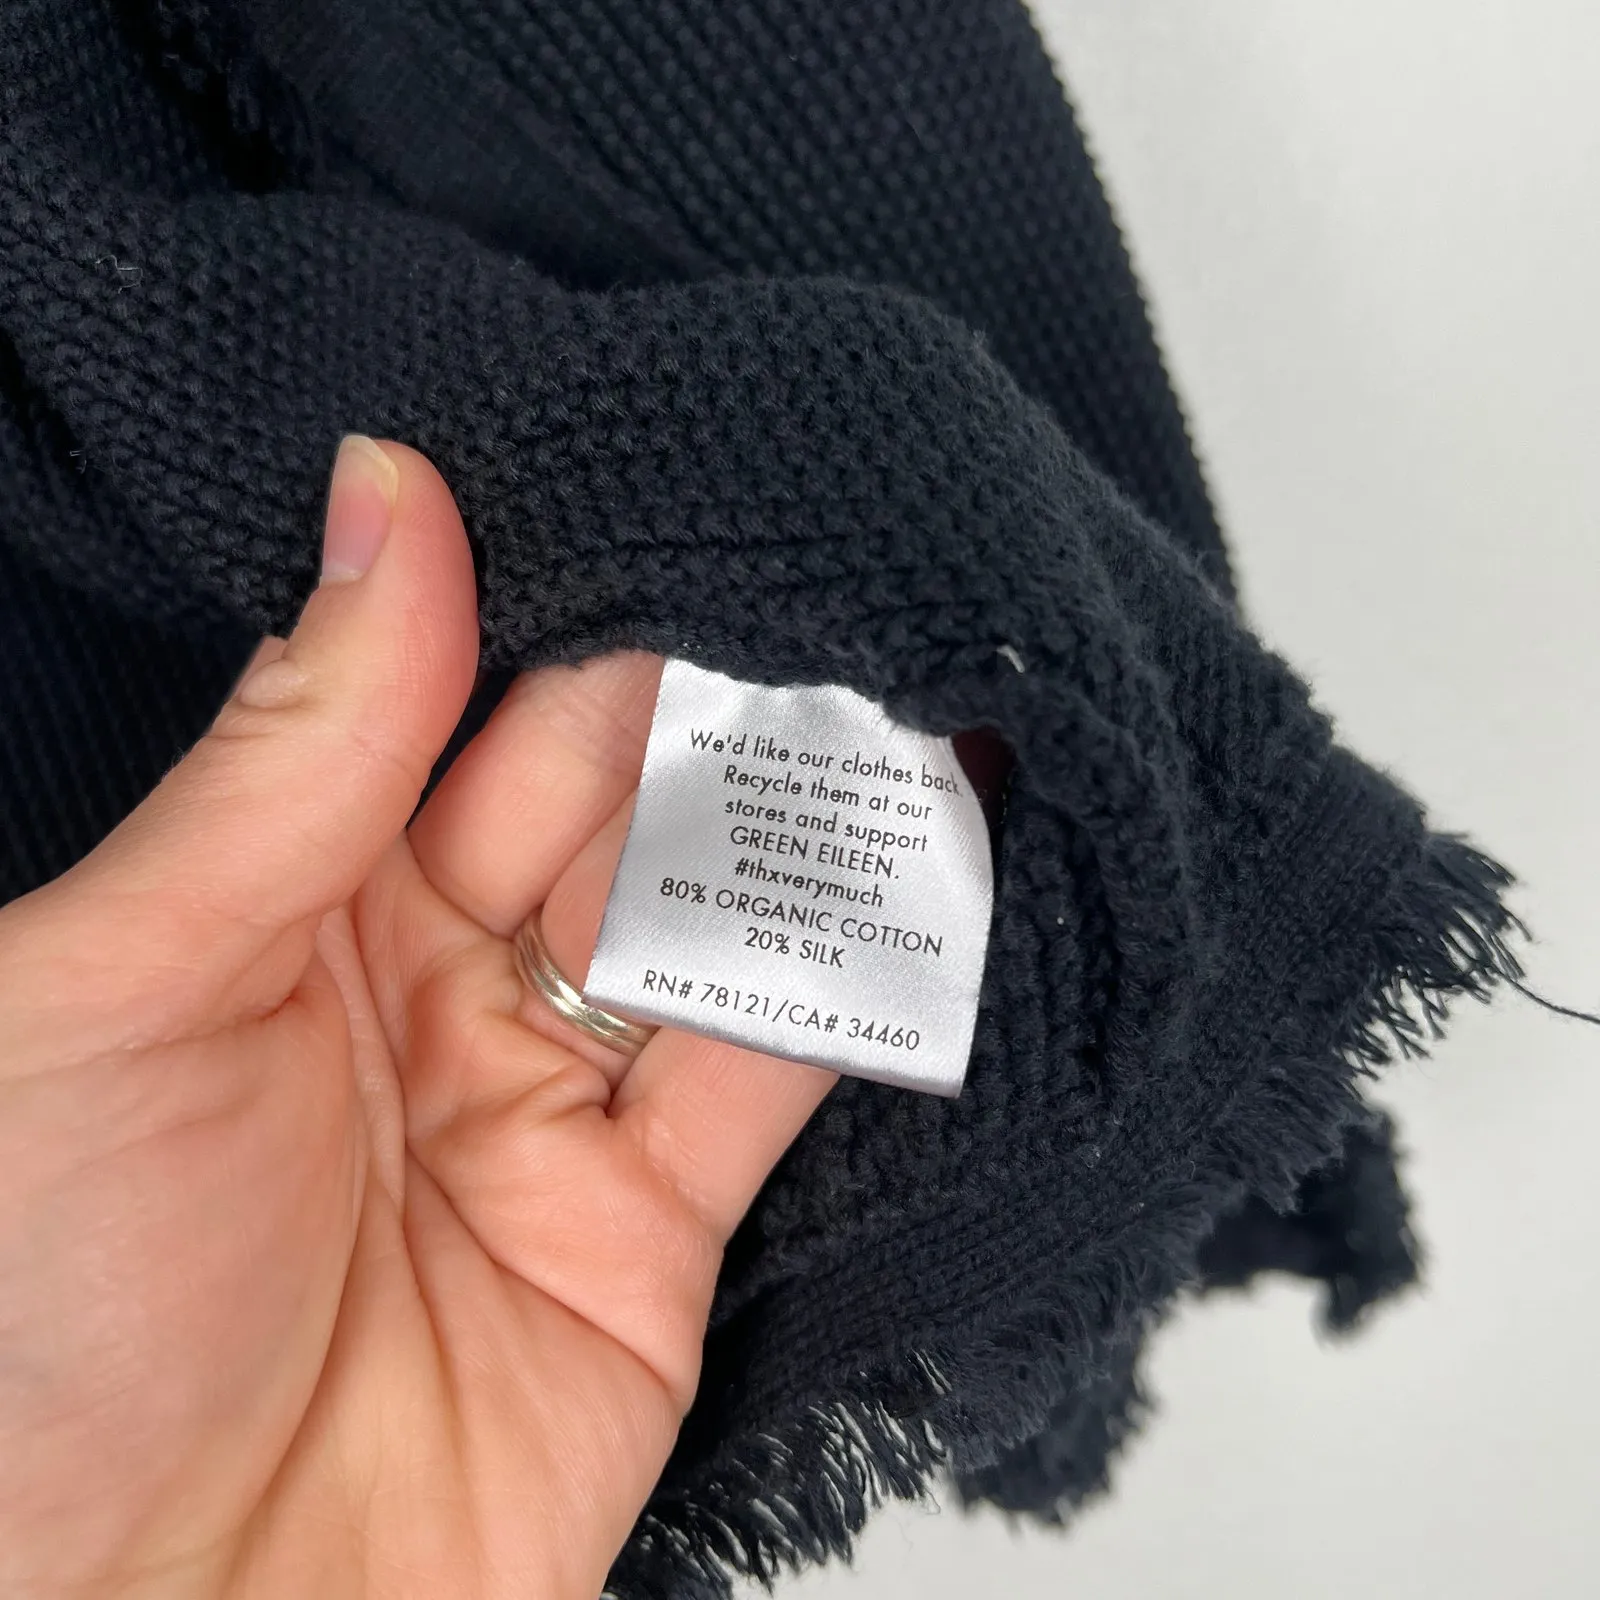 We'd like our clothes back.
Recycle them at our
stores and support
GREEN EILEEN.
#thxverymuch
80% ORGANIC COTTON
20% SILK
RN# 78121/CA# 34460